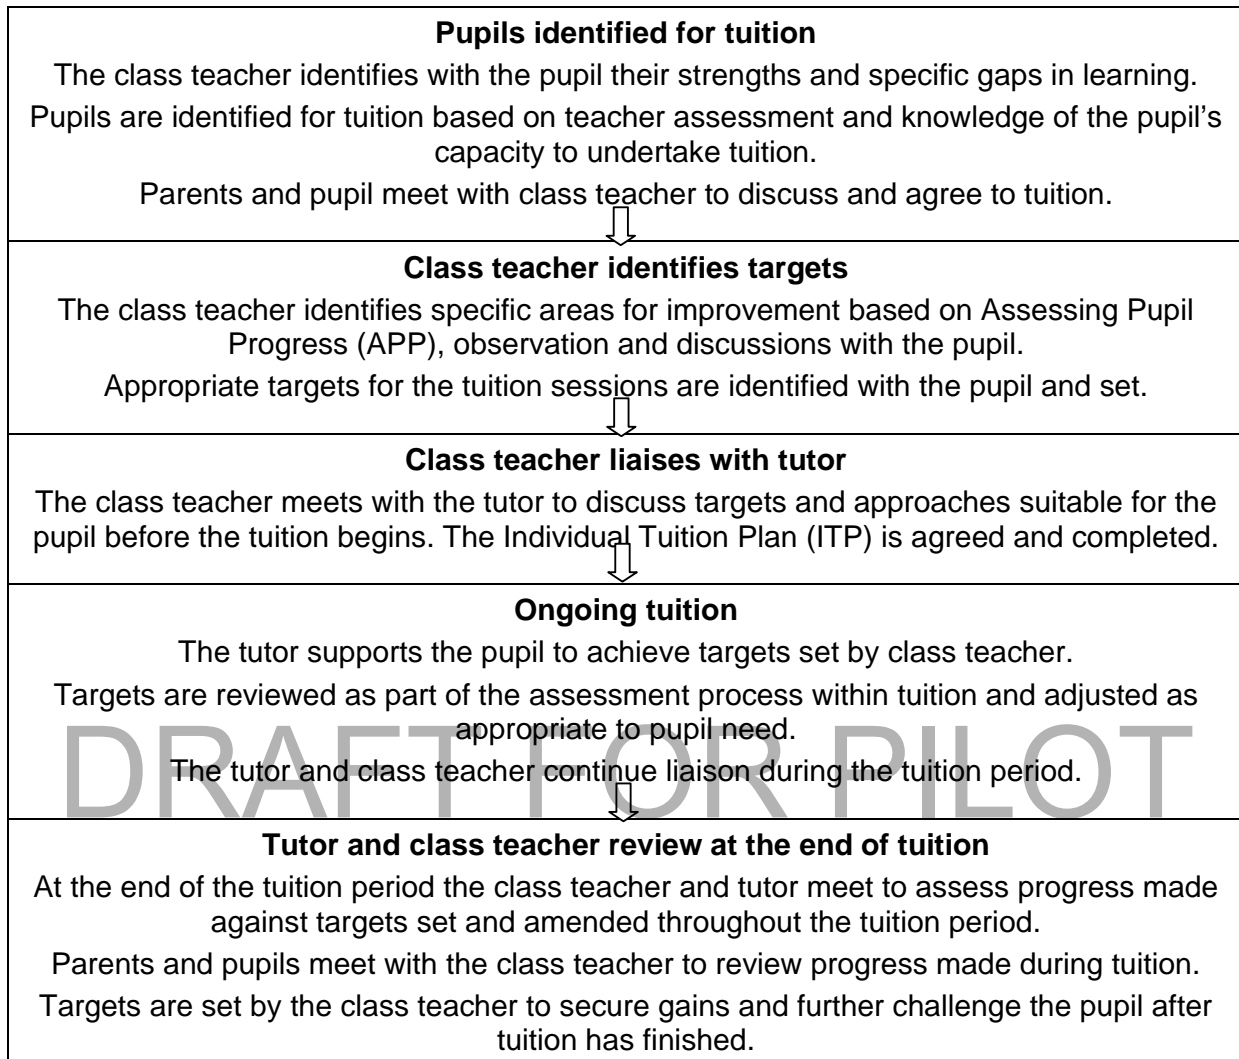 Pupils identified for tuition
The class teacher identifies with the pupil their strengths and specific gaps in learning.
Pupils are identified for tuition based on teacher assessment and knowledge of the pupil’s
capacity to undertake tuition.
Parents and pupil meet with class teacher to discuss and agree to tuition.
Class teacher identifies targets
The class teacher identifies specific areas for improvement based on Assessing Pupil
Progress (APP), observation and discussions with the pupil.
Appropriate targets for the tuition sessions are identified with the pupil and set.
Class teacher liaises with tutor
The class teacher meets with the tutor to discuss targets and approaches suitable for the
pupil before the tuition begins. The Individual Tuition Plan (ITP) is agreed and completed.
Ongoing tuition
The tutor supports the pupil to achieve targets set by class teacher.
Targets are reviewed as part of the assessment process within tuition and adjusted as
appropriate to pupil need.
DRAFT FOR PILOT
The tutor and class teacher continue liaison during the tuition period.
Tutor and class teacher review at the end of tuition
At the end of the tuition period the class teacher and tutor meet to assess progress made
against targets set and amended throughout the tuition period.
Parents and pupils meet with the class teacher to review progress made during tuition.
Targets are set by the class teacher to secure gains and further challenge the pupil after
tuition has finished.